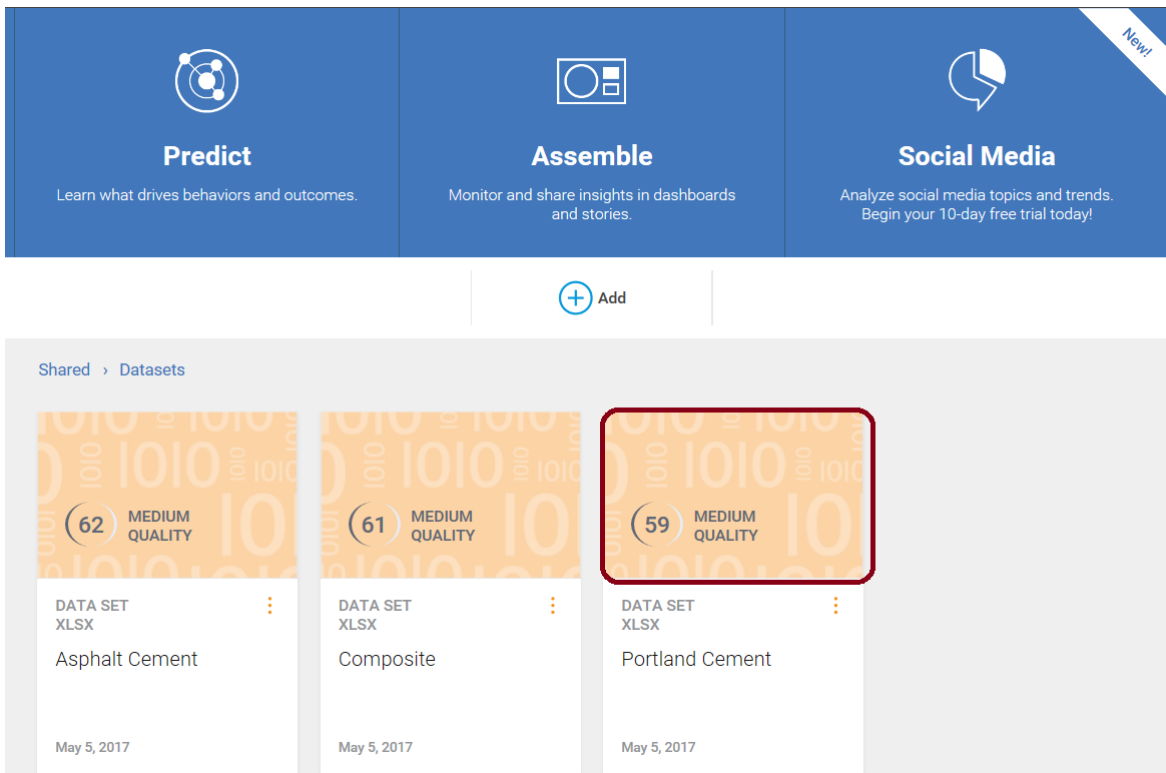 New!
Predict
Learn what drives behaviors and outcomes.
Assemble
Monitor and share insights in dashboards
and stories.
Social Media
Analyze social media topics and trends.
Begin your 10-day free trial today!
Add
Shared › Datasets
62 MEDIUM
QUALITY
DATA SET
XLSX
Asphalt Cement
May 5, 2017
61 MEDIUM
QUALITY
DATA SET
XLSX
Composite
May 5, 2017
59 MEDIUM
QUALITY
DATA SET
XLSX
Portland Cement
May 5, 2017